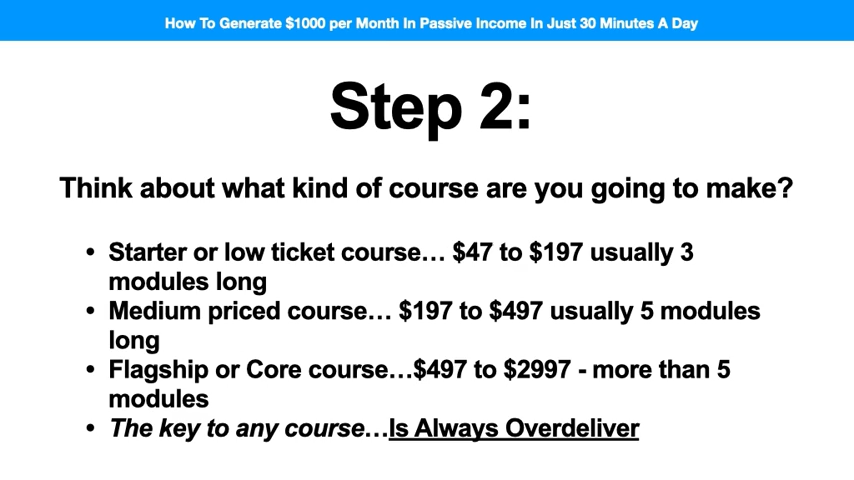 How To Generate $1000 per Month In Passive Income In Just 30 Minutes A Day
Step 2:
Think about what kind of course are you going to make?
• Starter or low ticket course… $47 to $197 usually 3
modules long
• Medium priced course… $197 to $497 usually 5 modules
long
• Flagship or Core course…$497 to $2997 - more than 5
modules
• The key to any course…Is Always Overdeliver